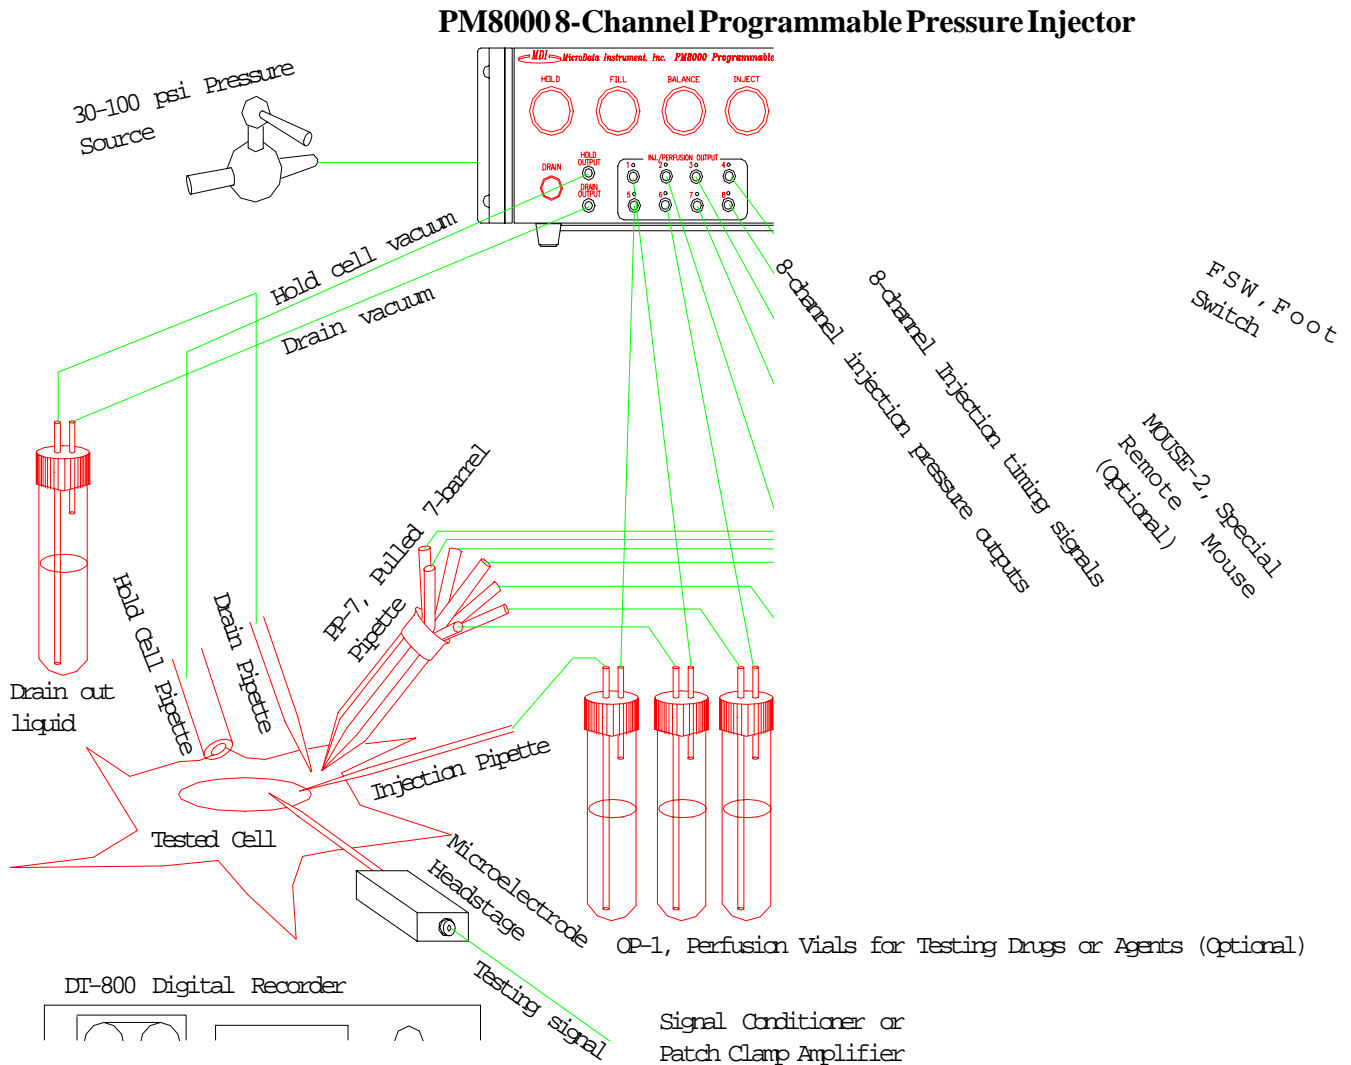 PM8000 8-Channel Programmable Pressure Injector
MDI MicroData Instrument, Inc. PM8000 Programmable
HOLD FILL BALANCE INJECT
30-100 psi Pressure
Source
DRAIN
HOLD
OUTPUT
DRAIN
OUTPUT
INJ./PERFUSION OUTPUT
1 2 3 4
5 6 7 8
Hold cell vacuum
Drain vacuum
8-channel injection pressure outputs
8-channel Injection timing signals
FSW, Foot
Switch
MOUSE-2, Special
Remote Mouse
(Optional)
PP-7, Pulled 7-barrel
Pipette
Hold Cell Pipette
Drain Pipette
Drain out
liquid
Injection Pipette
Tested Cell
Microelectrode
Headstage
Testing signal
OP-1, Perfusion Vials for Testing Drugs or Agents (Optional)
DT-800 Digital Recorder
Signal Conditioner or
Patch Clamp Amplifier